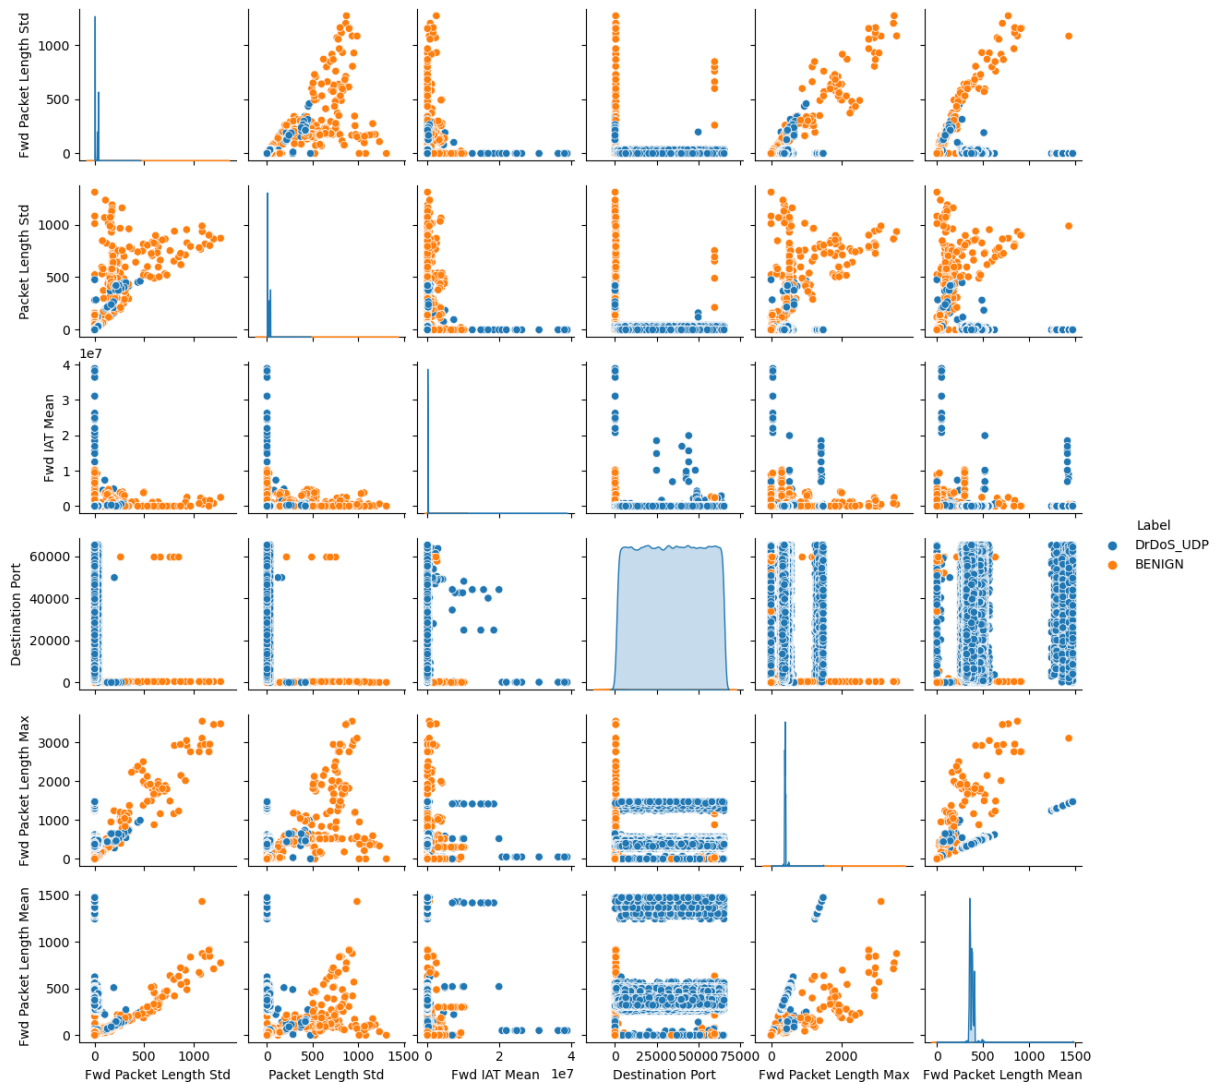 Fwd Packet Length Std
1000
500
0
Packet Length Std
1000
500
0
1e7
Fwd IAT Mean
4
3
2
1
0
Destination Port
60000
40000
20000
0
Label
DrDoS_UDP
BENIGN
Fwd Packet Length Max
3000
2000
1000
0
Fwd Packet Length Mean
1500
1000
500
0
0 500 1000
0 500 1000 1500
0 2 4
0 25000 50000 75000
0 2000
0 500 1000 1500
1e7
Fwd Packet Length Std
Packet Length Std
Fwd IAT Mean
Destination Port
Fwd Packet Length Max
Fwd Packet Length Mean